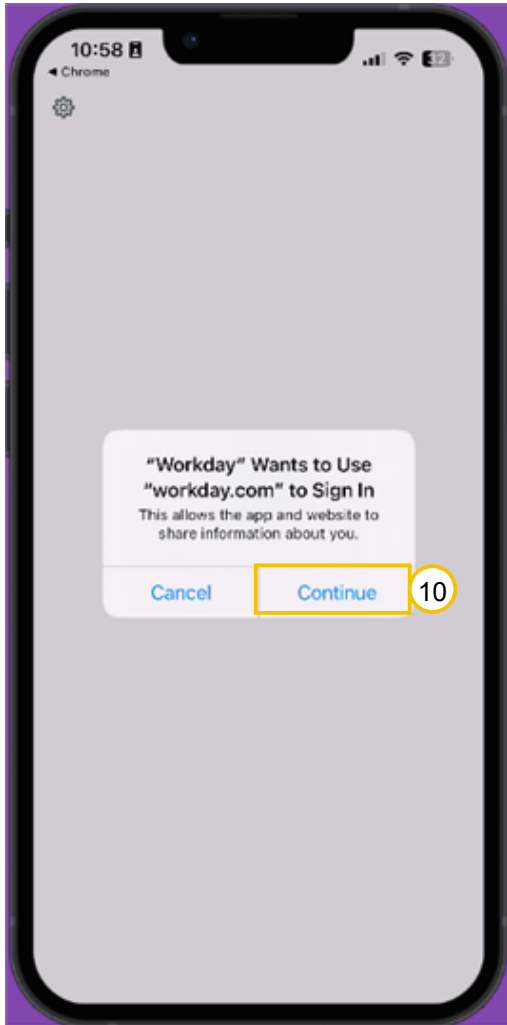 10:58
32
◀ Chrome
“Workday” Wants to Use
“workday.com” to Sign In
This allows the app and website to
share information about you.
Cancel
Continue
10